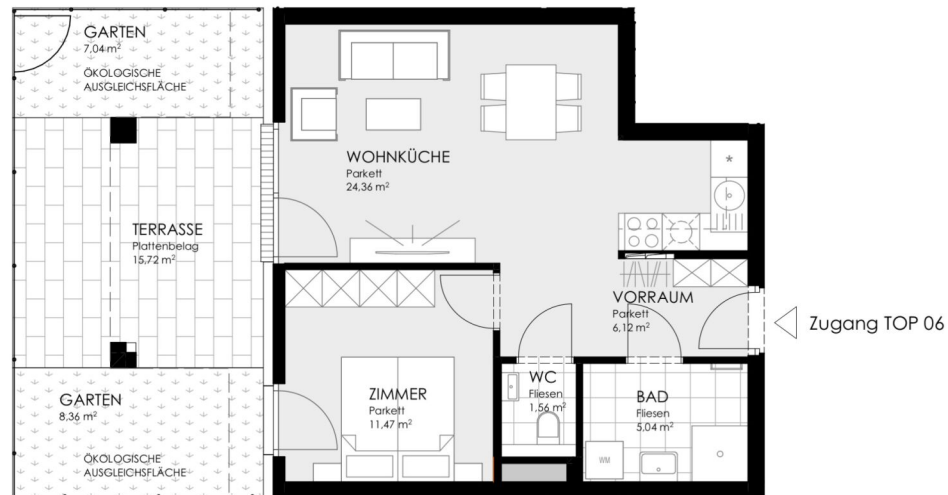 GARTEN
7,04 m²
ÖKOLOGISCHE
AUSGLEICHSFLÄCHE
WOHNKÜCHE
Parkett
24,36 m²
*
TERRASSE
Plattenbelag
15,72 m²
VORRAUM
Parkett
6,12 m²
Zugang TOP 06
GARTEN
8,36 m²
ZIMMER
Parkett
11,47 m²
WC
Fliesen
1,56 m²
BAD
Fliesen
5,04 m²
ÖKOLOGISCHE
AUSGLEICHSFLÄCHE
WM